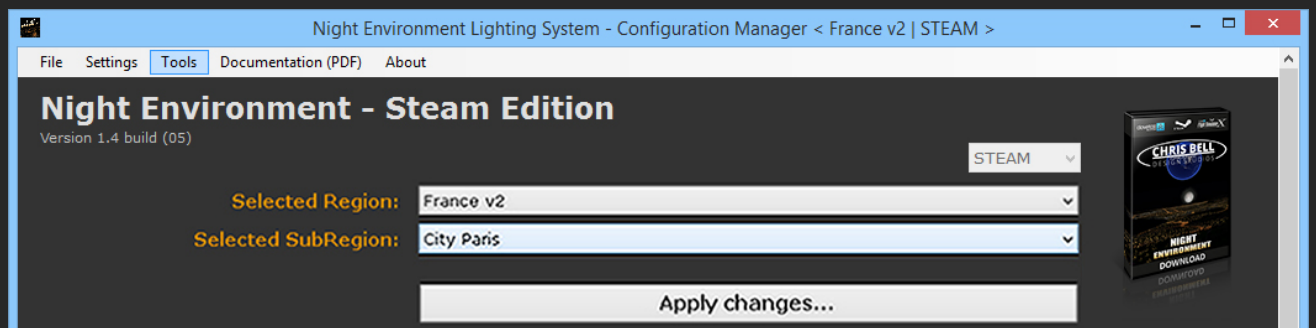 Night Environment Lighting System - Configuration Manager < France v2 | STEAM >
File Settings Tools Documentation (PDF) About
Night Environment - Steam Edition
Version 1.4 build (05)
STEAM
Selected Region: France v2
Selected SubRegion: City Paris
Apply changes...
CHRIS BELL
DESIGN STUDIOS
NIGHT
ENVIRONMENT
DOWNLOAD